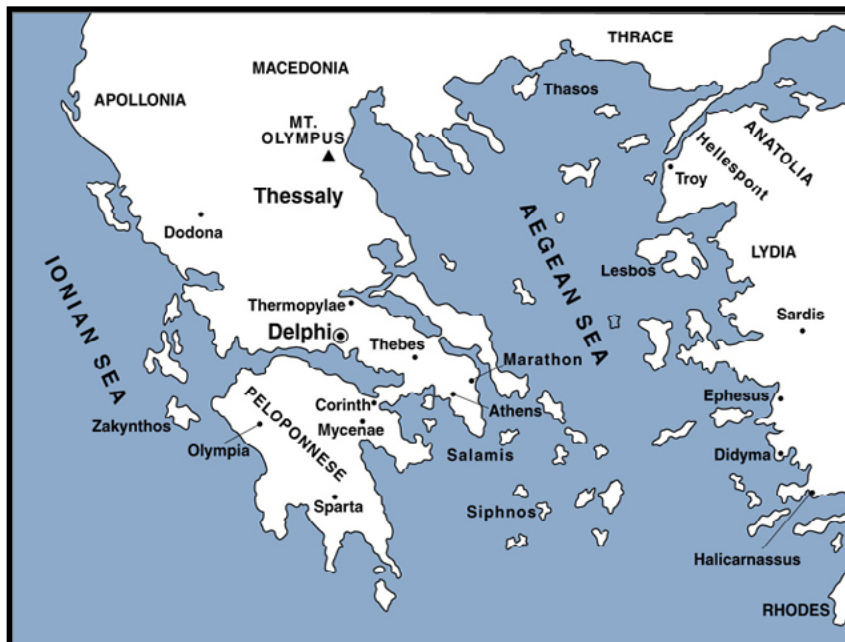 THRACE
MACEDONIA
Thasos
APOLLONIA
MT.
OLYMPUS
ANATOLIA
Hellespont
Troy
Thessaly
AEGEAN SEA
Dodona
IONIAN SEA
LYDIA
Lesbos
Thermopylae
Sardis
Delphi
Thebes
Marathon
PELOPONNESE
Ephesus
Corinth
Athens
Zakynthos
Mycenae
Olympia
Salamis
Didyma
Sparta
Siphnos
Halicarnassus
RHODES